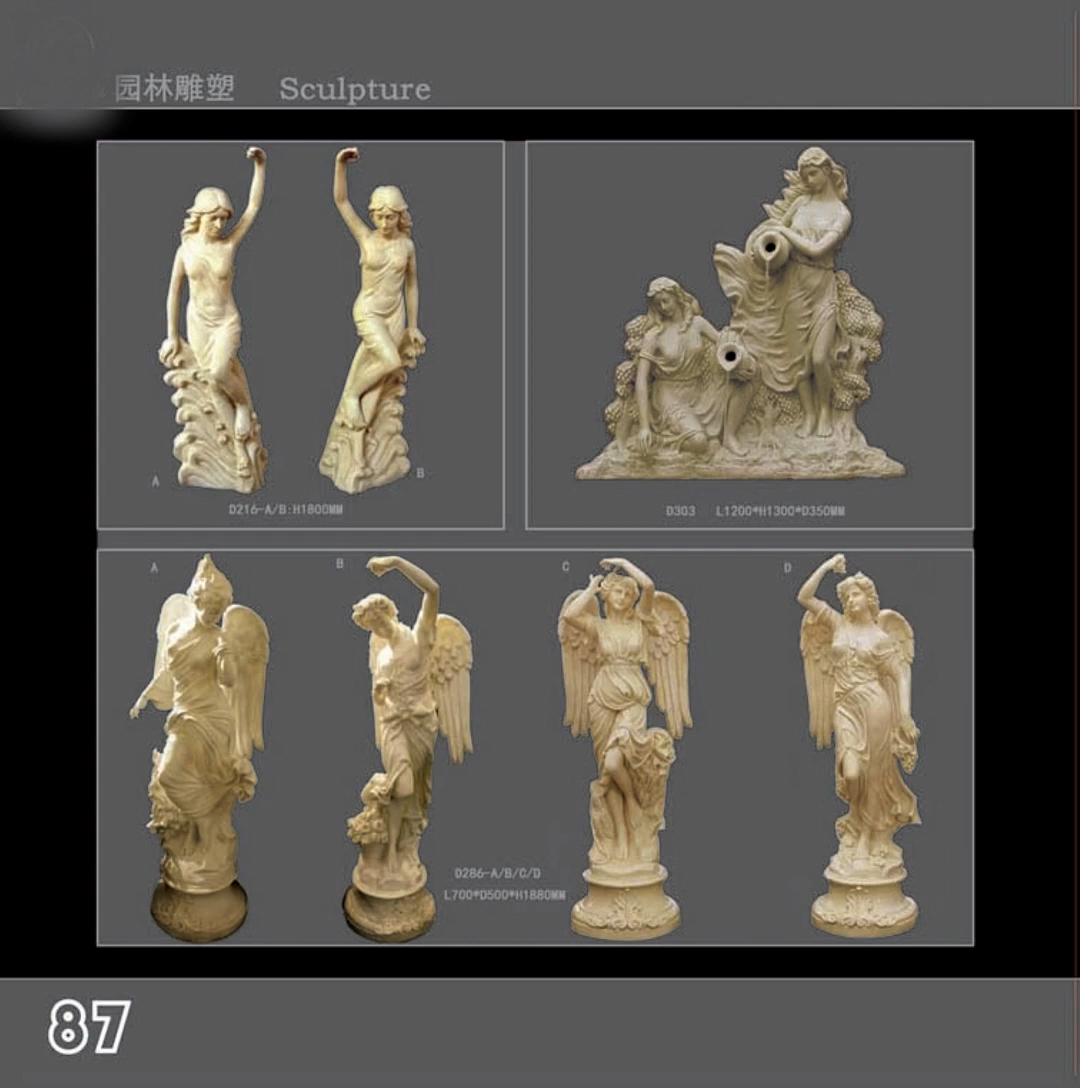 园林雕塑 Sculpture
A
B
D216-A/B:H1800MM
D303 L1200*H1300*D350MM
A
B
C
D
D286-A/B/C/D
L700*D500*H1880MM
87